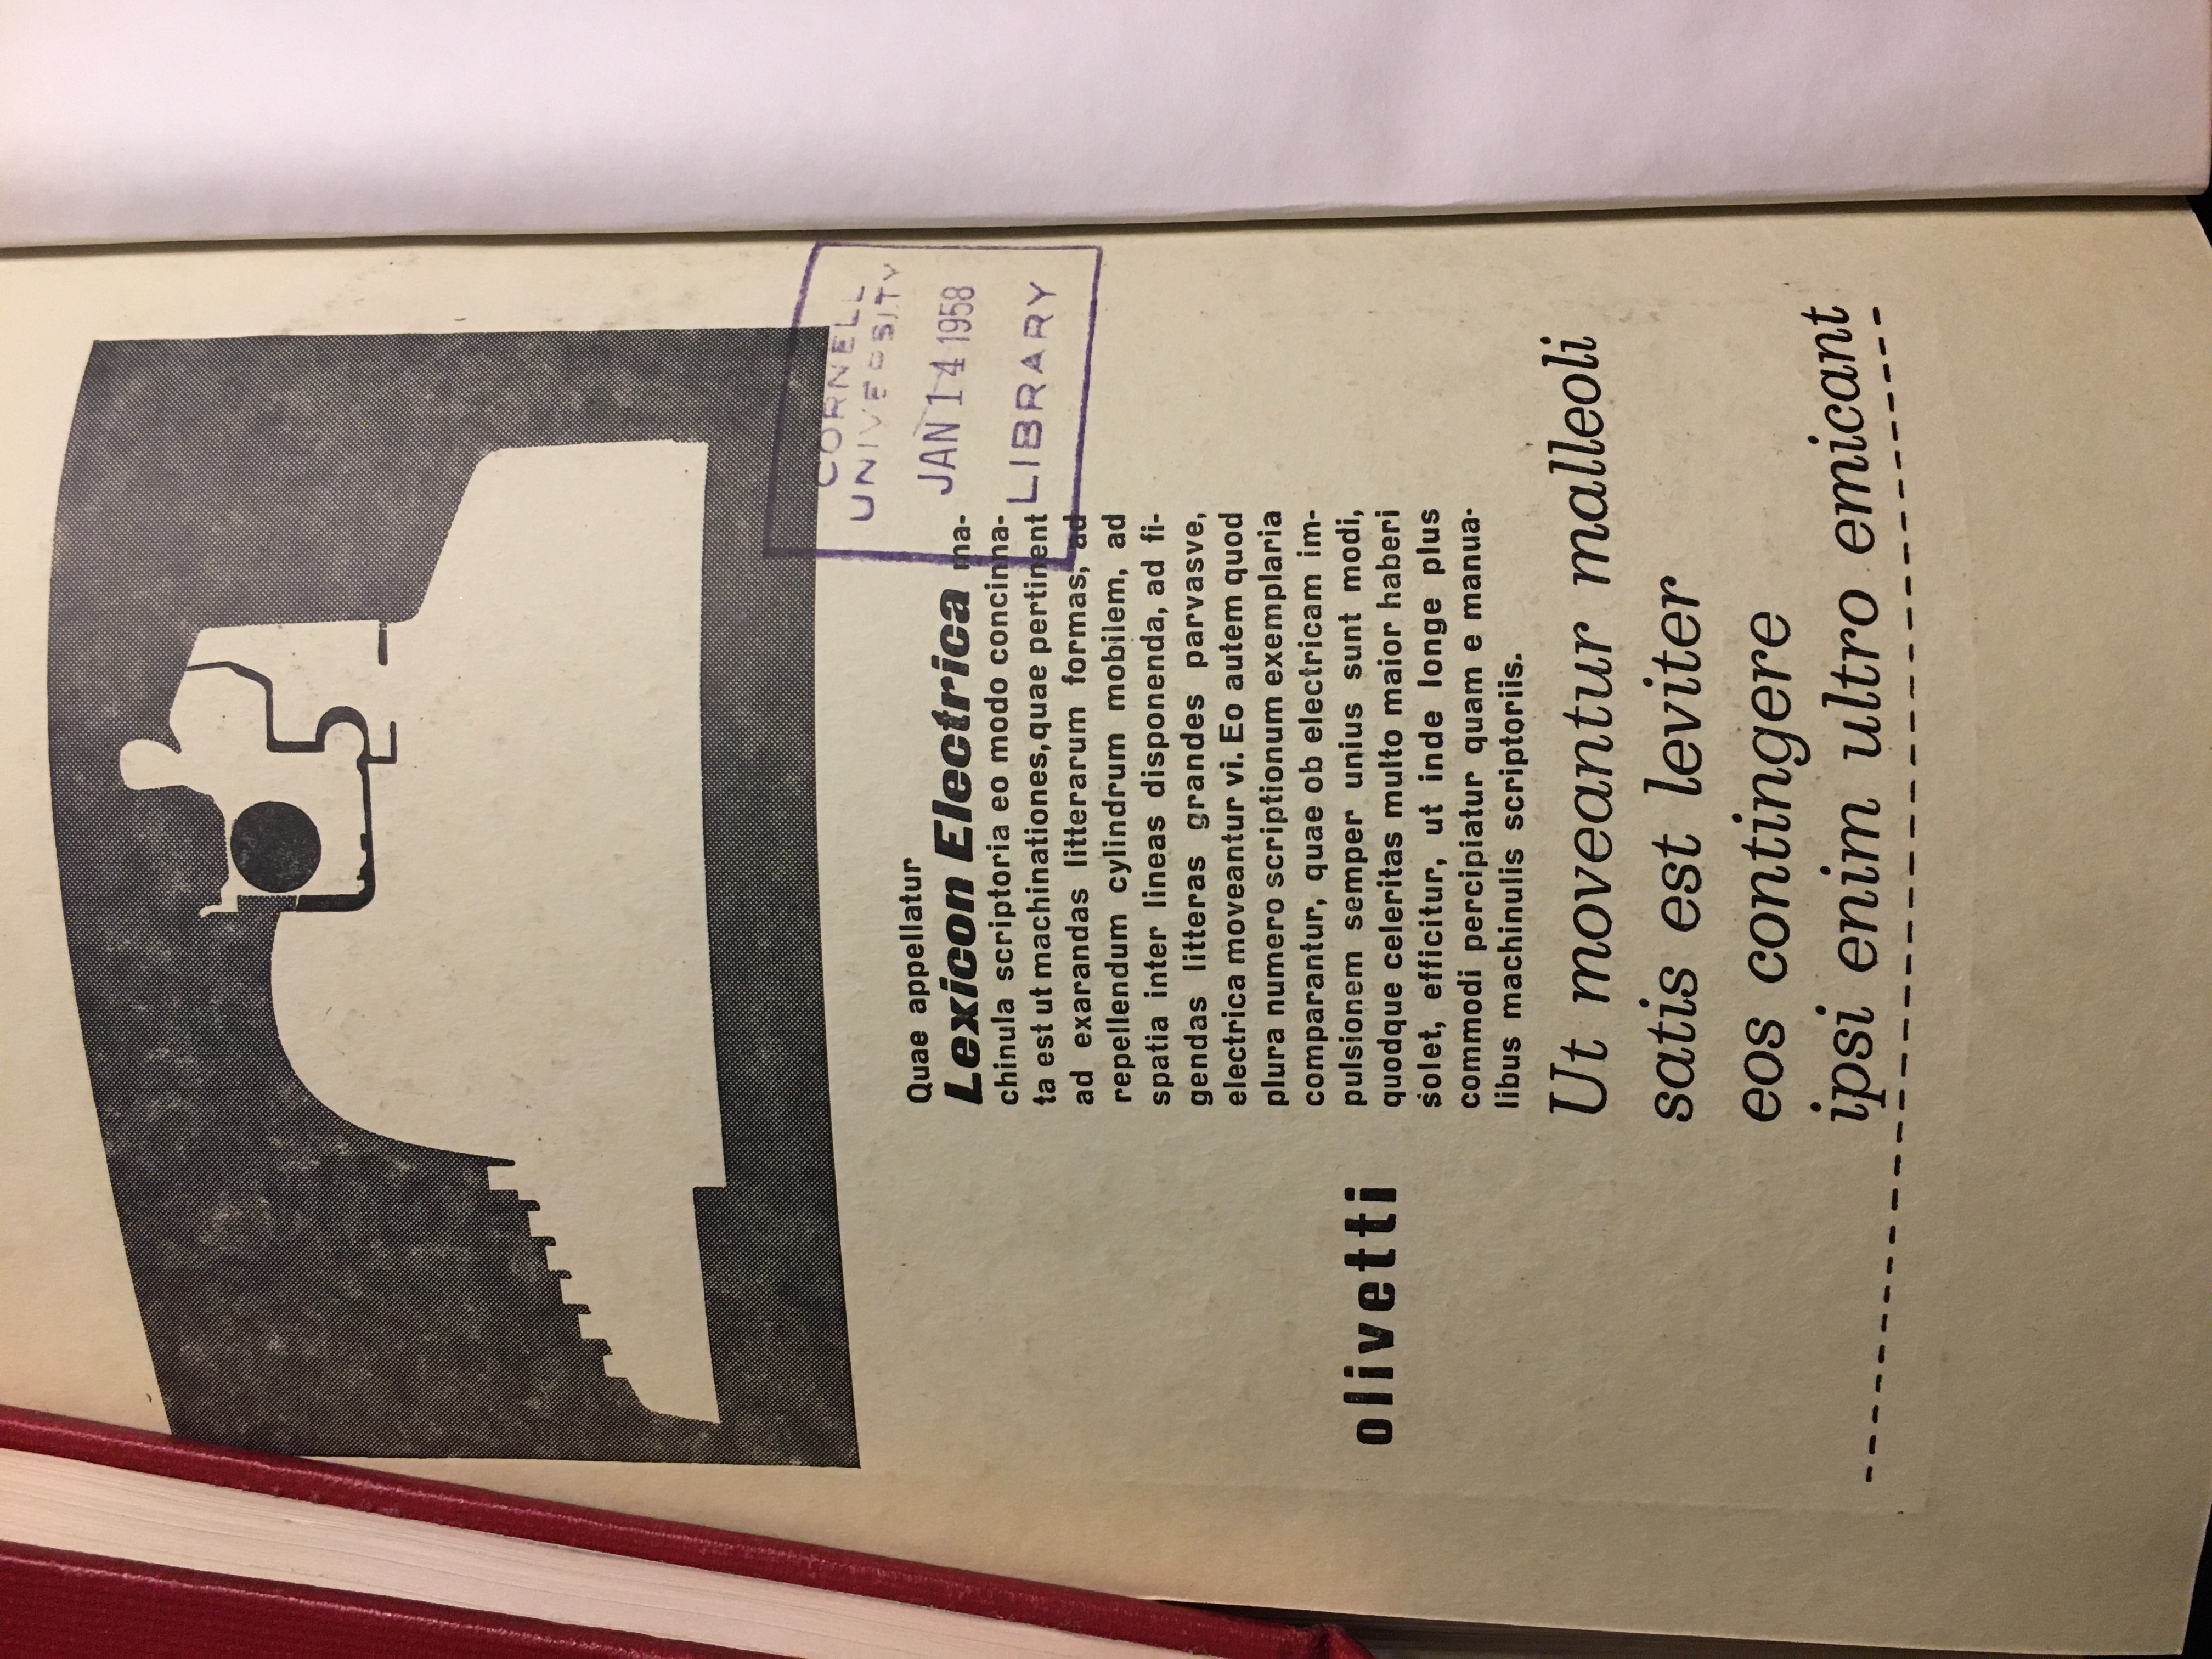 CORNELL
UNIVERSITY
JAN 14 1958
LIBRARY
Quae appellatur
Lexicon Electrica ma-
chinula scriptoria eo modo concinna-
ta est ut machinationes, quae pertinent
ad exarandas litterarum formas, ad
repellendum cylindrum mobilem, ad
spatia inter lineas disponenda, ad fi-
gendas litteras grandes parvasve,
electrica moveantur vi. Eo autem quod
plura numero scriptionum exemplaria
comparantur, quae ob electricam im-
pulsionem semper unius sunt modi,
quodque celeritas multo maior haberi
solet, efficitur, ut inde longe plus
commodi percipiatur quam e manua-
libus machinulis scriptoriis.
olivetti
Ut moveantur malleoli
satis est leviter
eos contingere
ipsi enim ultro emicant